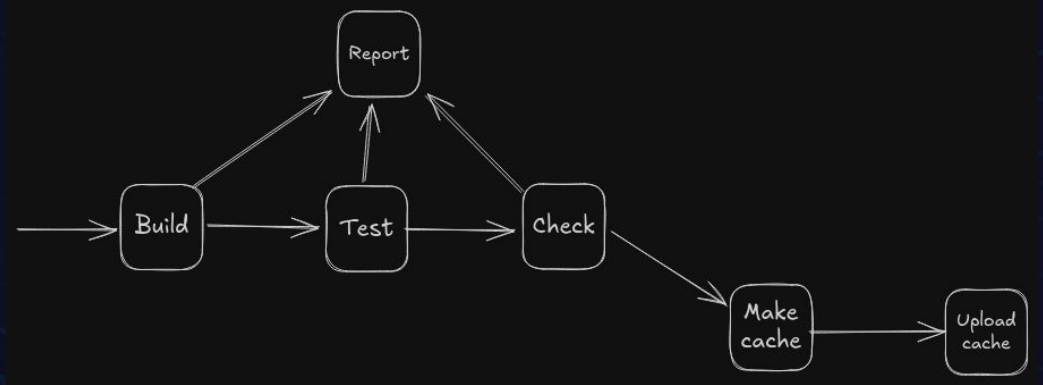 Report
Build
Test
Check
Make
cache
Upload
cache